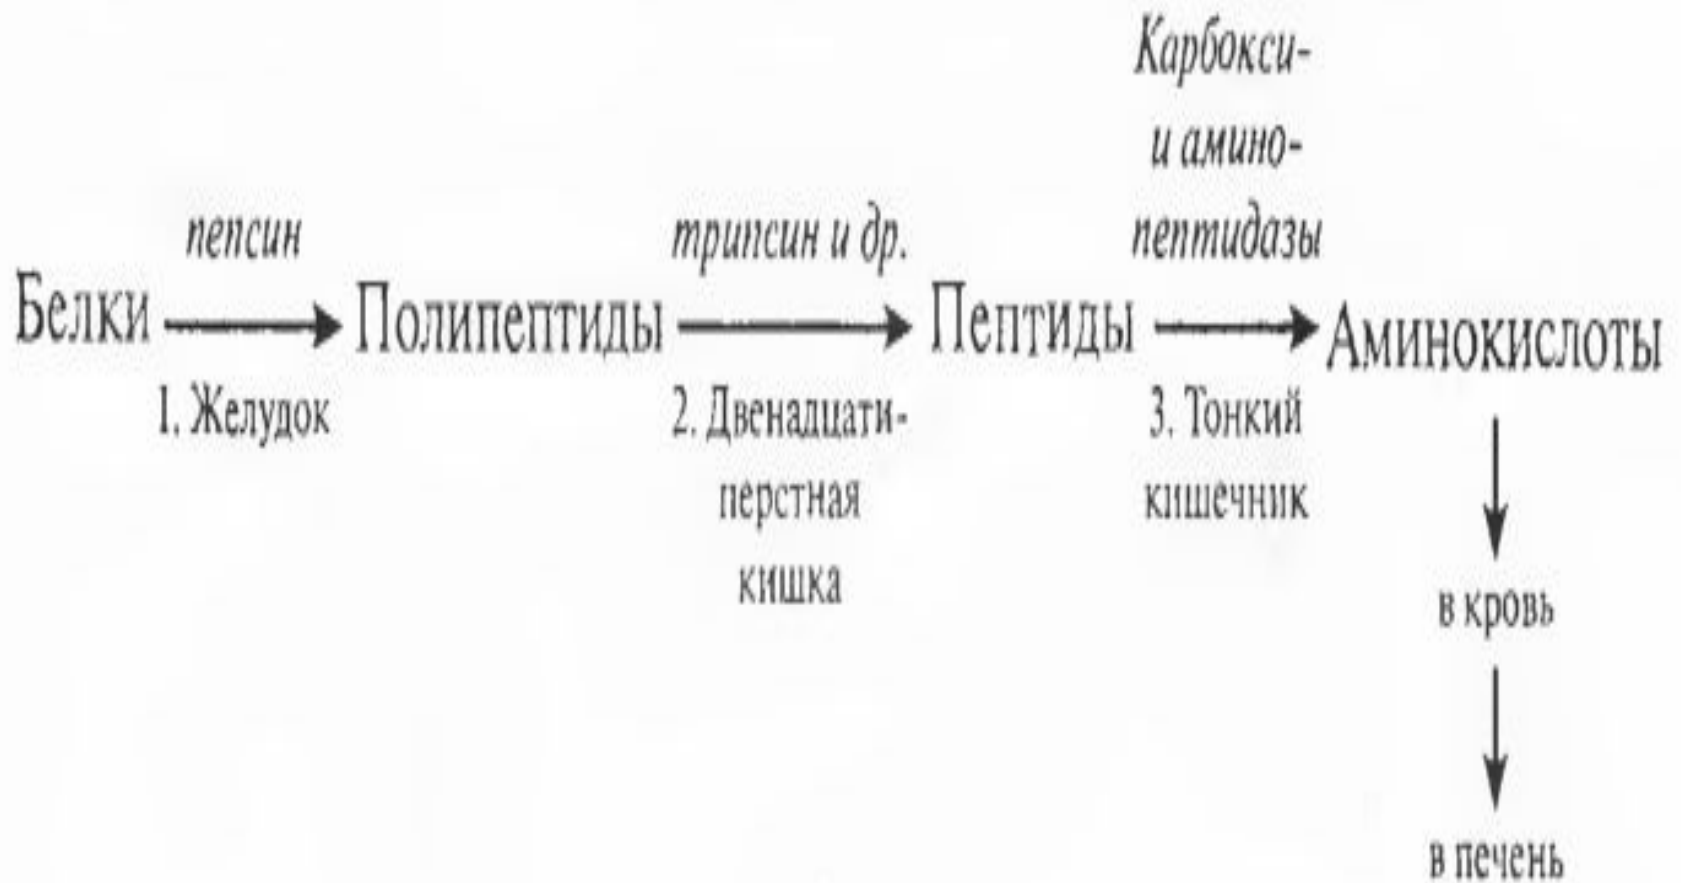 Карбокси-
и амино-
пептидазы
пепсин
трипсин и др.
Белки
Полипептиды
Пептиды
Аминокислоты
1. Желудок
2. Двенадцати-
перстная
кишка
3. Тонкий
кишечник
в кровь
в печень